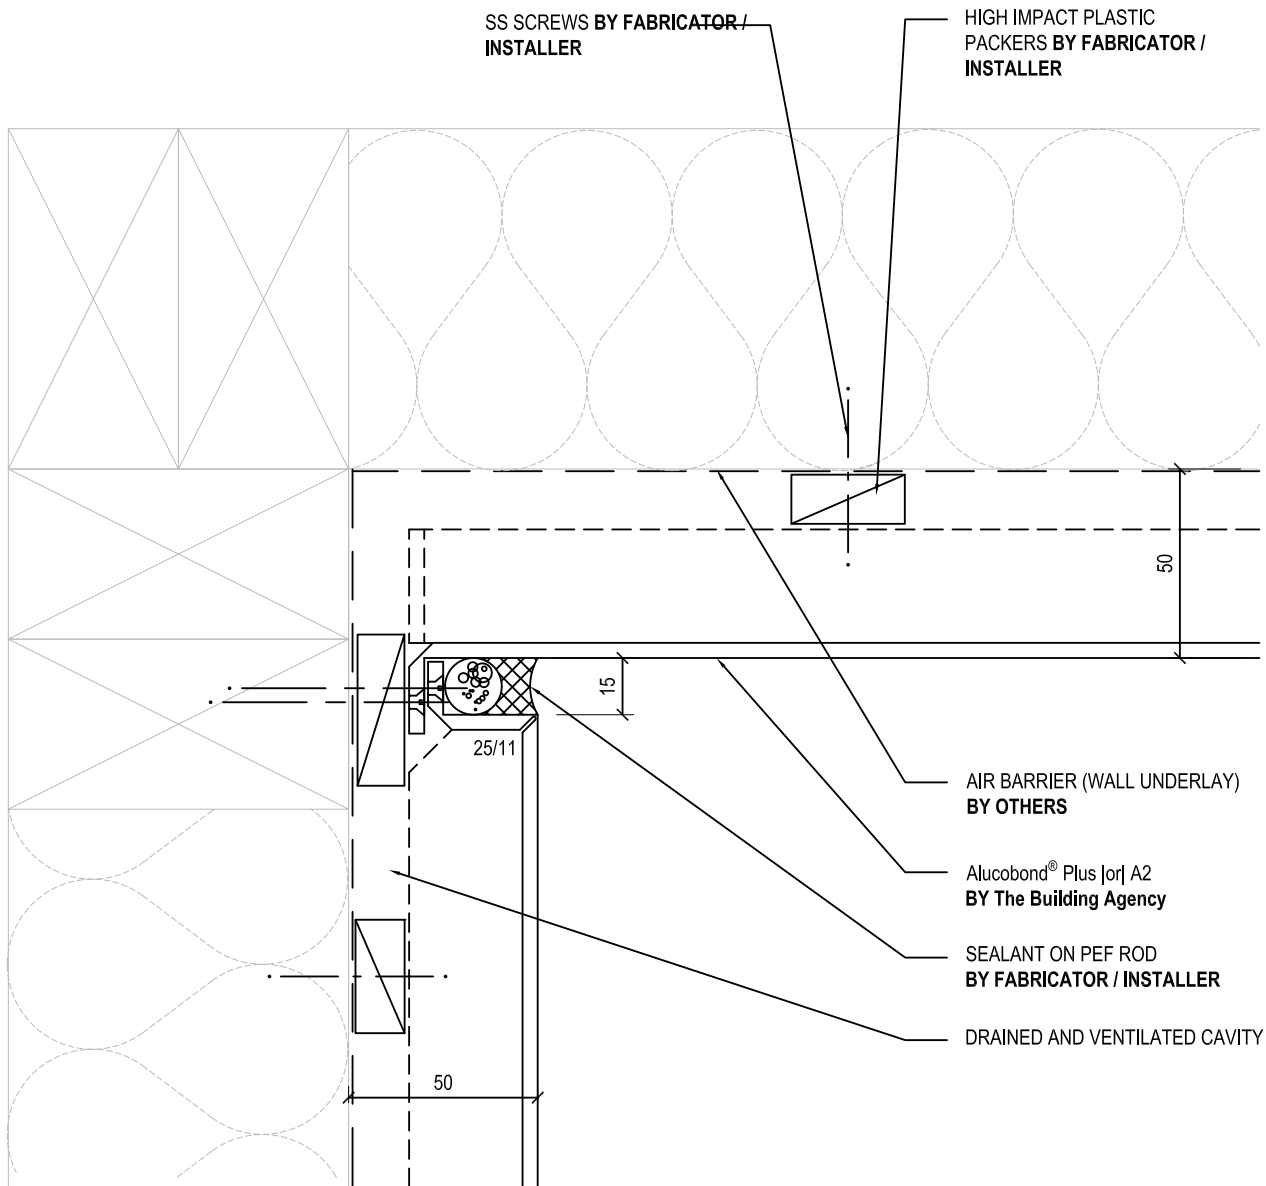 SS SCREWS BY FABRICATOR /
INSTALLER
HIGH IMPACT PLASTIC
PACKERS BY FABRICATOR /
INSTALLER
50
15
25/11
AIR BARRIER (WALL UNDERLAY)
BY OTHERS
Alucobond® Plus |or| A2
BY The Building Agency
SEALANT ON PEF ROD
BY FABRICATOR / INSTALLER
DRAINED AND VENTILATED CAVITY
50